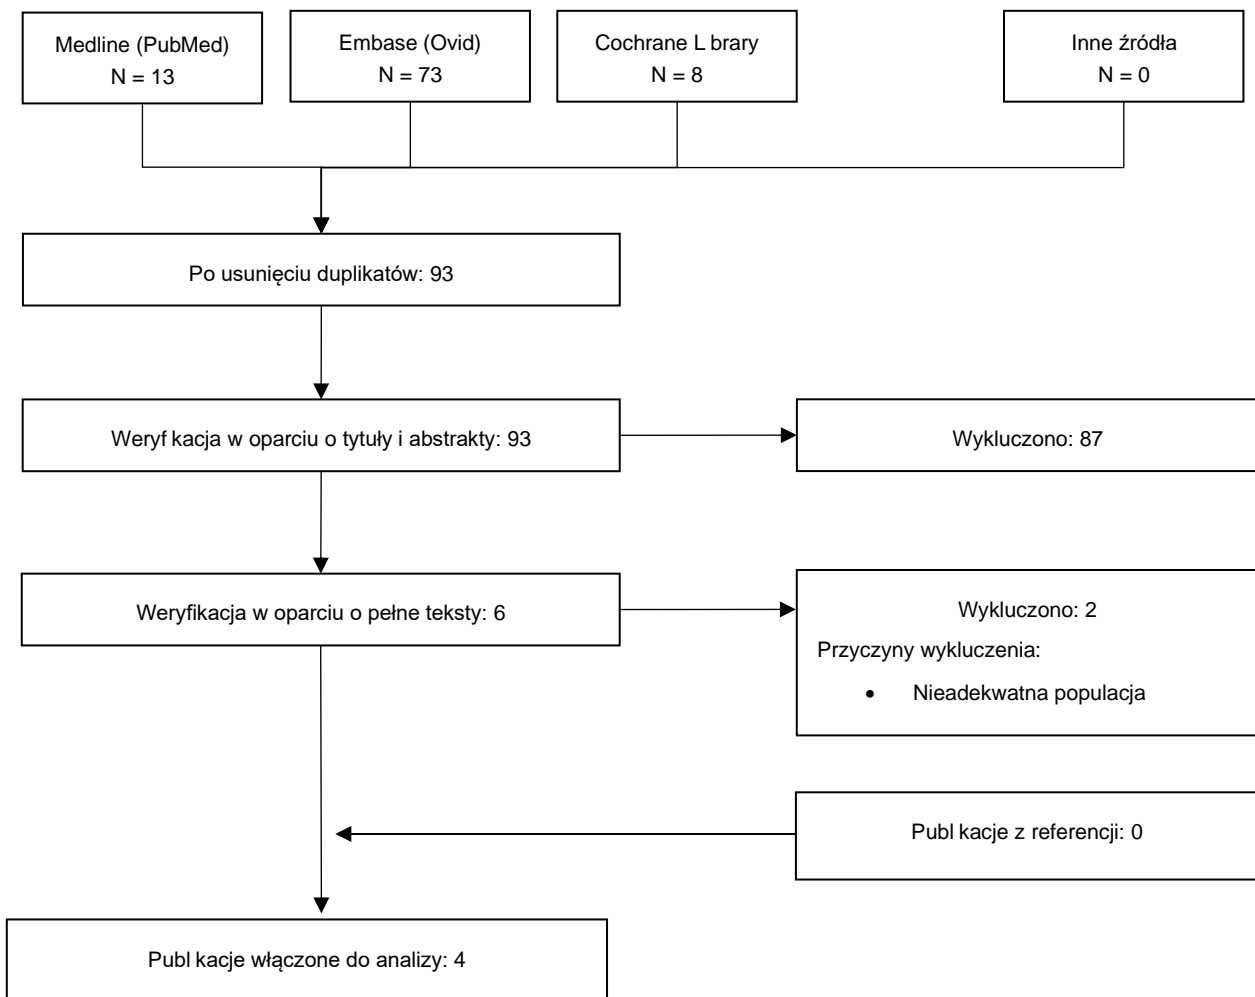 Medline (PubMed)
N = 13
Embase (Ovid)
N = 73
Cochrane L brary
N = 8
Inne źródła
N = 0
Po usunięciu duplikatów: 93
Weryf kacja w oparciu o tytuły i abstrakty: 93
Wykluczono: 87
Weryfikacja w oparciu o pełne teksty: 6
Wykluczono: 2
Przyczyny wykluczenia:
• Nieadekwatna populacja
Publ kacje z referencji: 0
Publ kacje włączone do analizy: 4